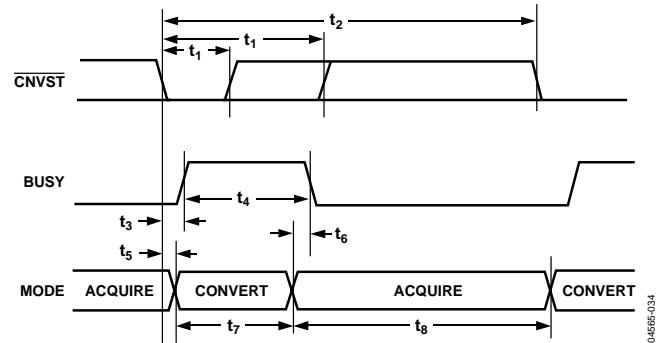 t2
t1
t1
CNVST
BUSY
t4
t3
t6
t5
MODE ACQUIRE CONVERT ACQUIRE CONVERT
t7 t8
04565-034